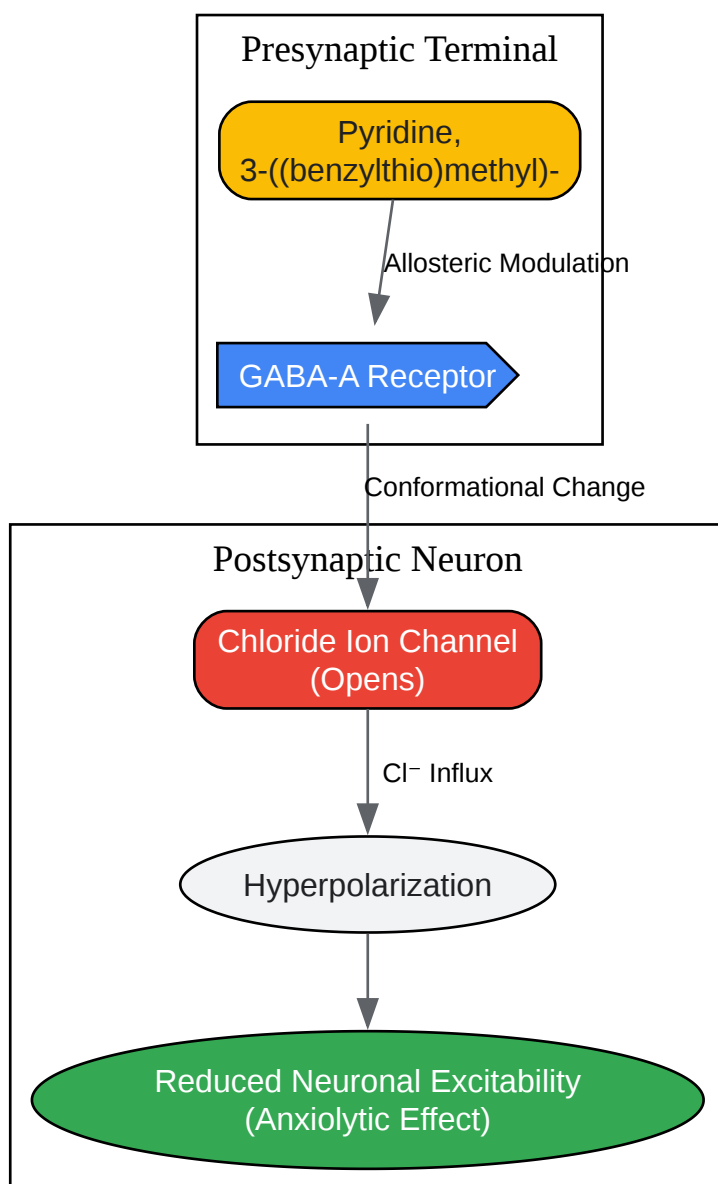 Presynaptic Terminal
Pyridine,
3-((benzylthio)methyl)-
Allosteric Modulation
GABA-A Receptor
Conformational Change
Postsynaptic Neuron
Chloride Ion Channel
(Opens)
Cl⁻ Influx
Hyperpolarization
Reduced Neuronal Excitability
(Anxiolytic Effect)